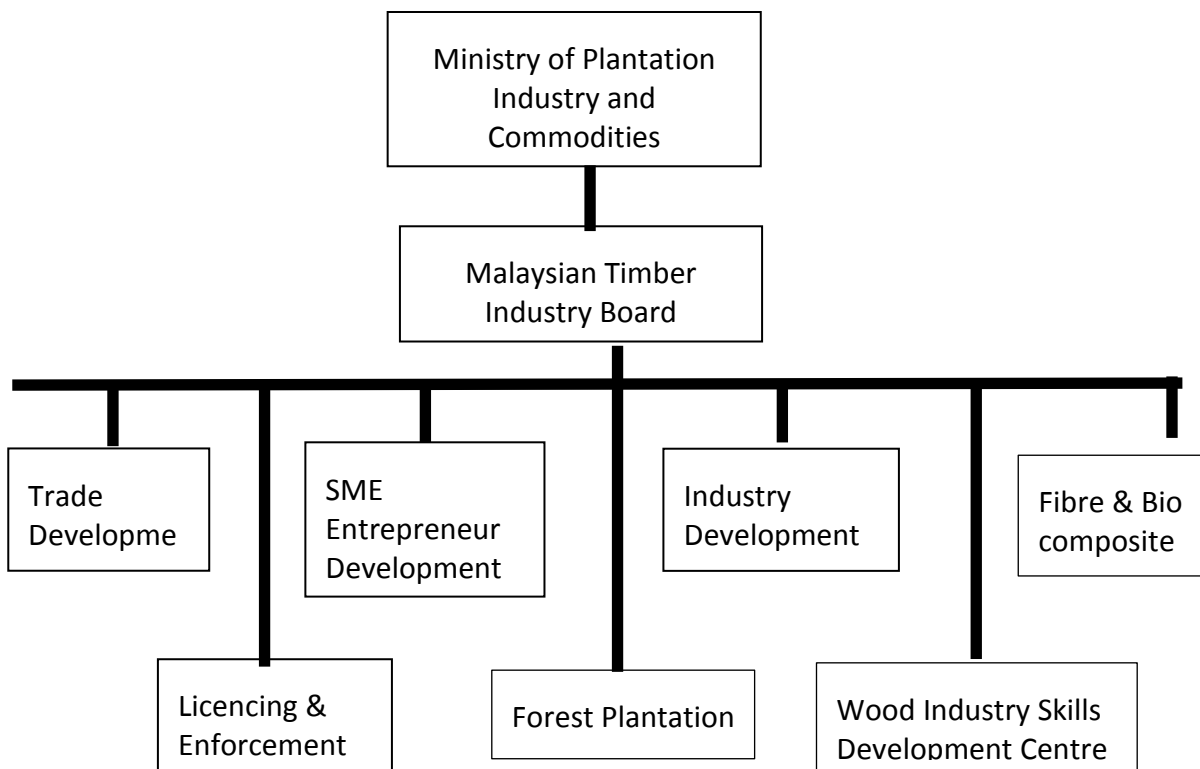 Ministry of Plantation
Industry and
Commodities
Malaysian Timber
Industry Board
Trade
Developme
SME
Entrepreneur
Development
Industry
Development
Fibre & Bio
composite
Licencing &
Enforcement
Forest Plantation
Wood Industry Skills
Development Centre